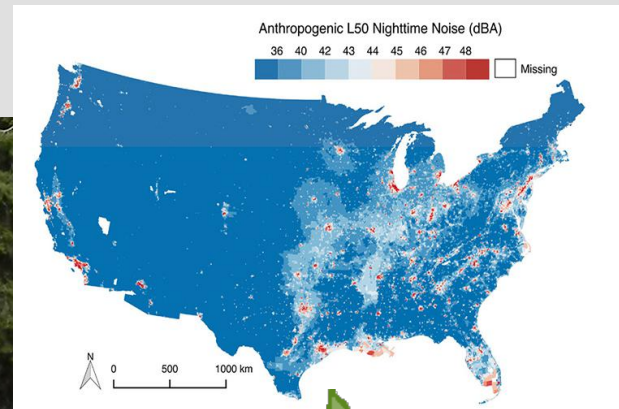 Anthropogenic L50 Nighttime Noise (dBA)
36 40 42 43 44 45 46 47 48
Missing
N
0 500 1000 km